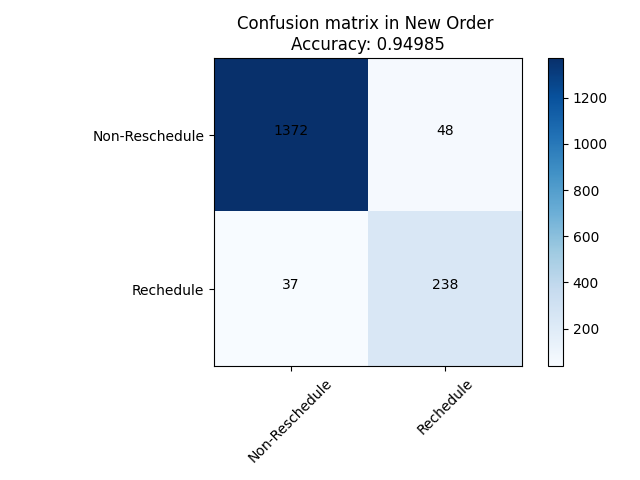 Confusion matrix in New Order
Accuracy: 0.94985
Non-Reschedule
1372
48
Rechedule
37
238
Non-Reschedule
Rechedule
1200
1000
800
600
400
200